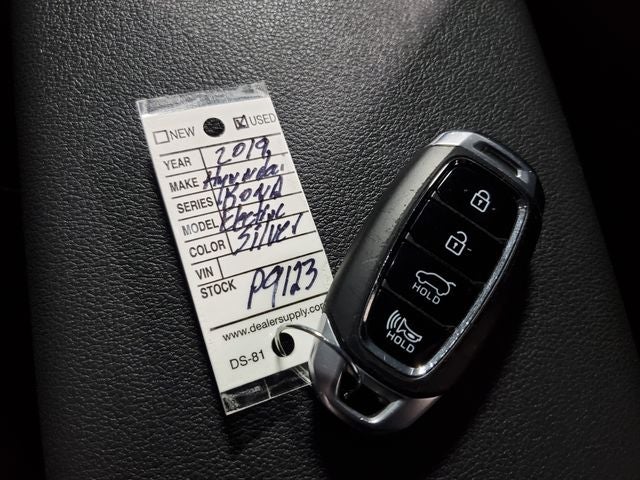 NEW USED
YEAR 2019
MAKE Hyundai
SERIES KONA
MODEL Electric
COLOR SILVER
VIN
STOCK P9123
www.dealersupply.com
DS-81
HOLD
HOLD